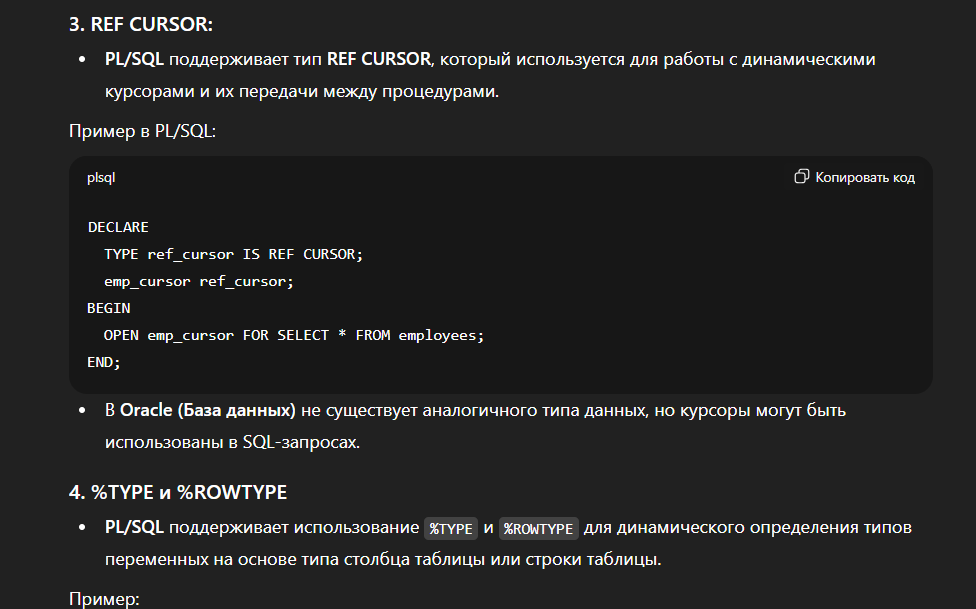 3. REF CURSOR:
• PL/SQL поддерживает тип REF CURSOR, который используется для работы с динамическими
курсорами и их передачи между процедурами.
Пример в PL/SQL:
plsql Копировать код
DECLARE
  TYPE ref_cursor IS REF CURSOR;
  emp_cursor ref_cursor;
BEGIN
  OPEN emp_cursor FOR SELECT * FROM employees;
END;
• В Oracle (База данных) не существует аналогичного типа данных, но курсоры могут быть
использованы в SQL-запросах.
4. %TYPE и %ROWTYPE
• PL/SQL поддерживает использование %TYPE и %ROWTYPE для динамического определения типов
переменных на основе типа столбца таблицы или строки таблицы.
Пример: